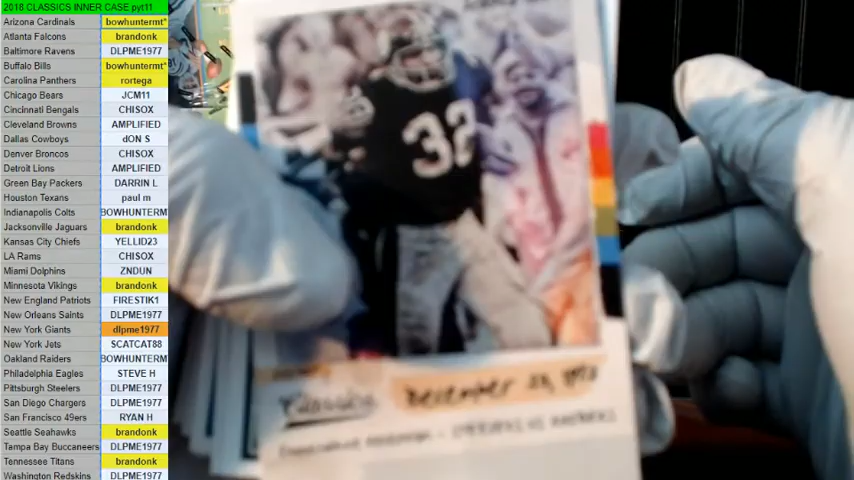 2018 CLASSICS INNER CASE pyt11
Arizona Cardinals bowhuntermt*
Atlanta Falcons brandonk
Baltimore Ravens DLPME1977
Buffalo Bills bowhuntermt*
Carolina Panthers rortega
Chicago Bears JCM11
Cincinnati Bengals CHISOX
Cleveland Browns AMPLIFIED
Dallas Cowboys dON S
Denver Broncos CHISOX
Detroit Lions AMPLIFIED
Green Bay Packers DARRIN L
Houston Texans paul m
Indianapolis Colts BOWHUNTERM
Jacksonville Jaguars brandonk
Kansas City Chiefs YELLID23
LA Rams CHISOX
Miami Dolphins ZNDUN
Minnesota Vikings brandonk
New England Patriots FIRESTIK1
New Orleans Saints DLPME1977
New York Giants dlpme1977
New York Jets SCATCAT88
Oakland Raiders BOWHUNTERM
Philadelphia Eagles STEVE H
Pittsburgh Steelers DLPME1977
San Diego Chargers DLPME1977
San Francisco 49ers RYAN H
Seattle Seahawks brandonk
Tampa Bay Buccaneers DLPME1977
Tennessee Titans brandonk
Washington Redskins DLPME1977
32
Classics December 23, 1972